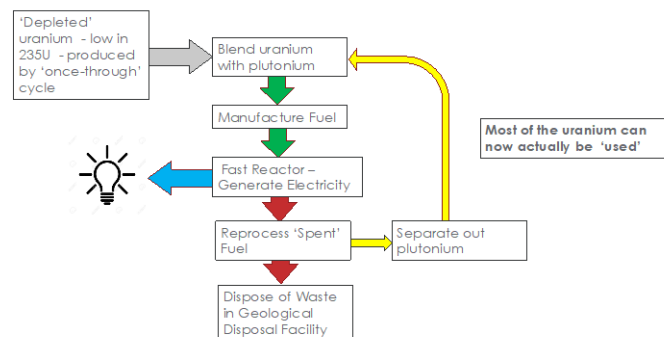 ‘Depleted’
uranium - low in
235U - produced
by ‘once-through’
cycle
Blend uranium
with plutonium
Manufacture Fuel
Most of the uranium can
now actually be ‘used’
Fast Reactor –
Generate Electricity
Reprocess ‘Spent’
Fuel
Separate out
plutonium
Dispose of Waste
in Geological
Disposal Facility